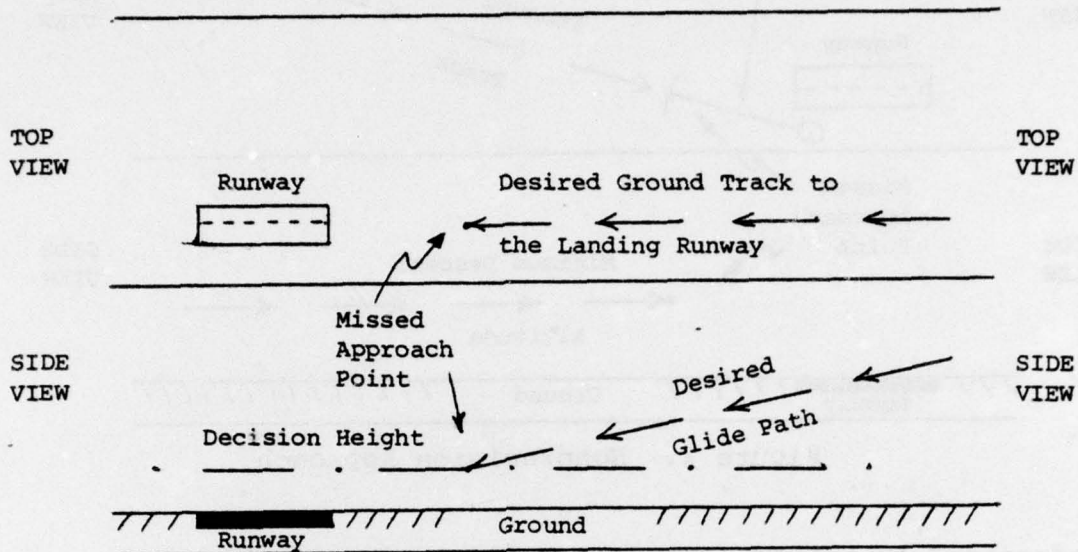 TOP
VIEW
TOP
VIEW
Runway
Desired Ground Track to
the Landing Runway
Missed
Approach
Point
SIDE
VIEW
SIDE
VIEW
Desired
Glide Path
Decision Height
Ground
Runway